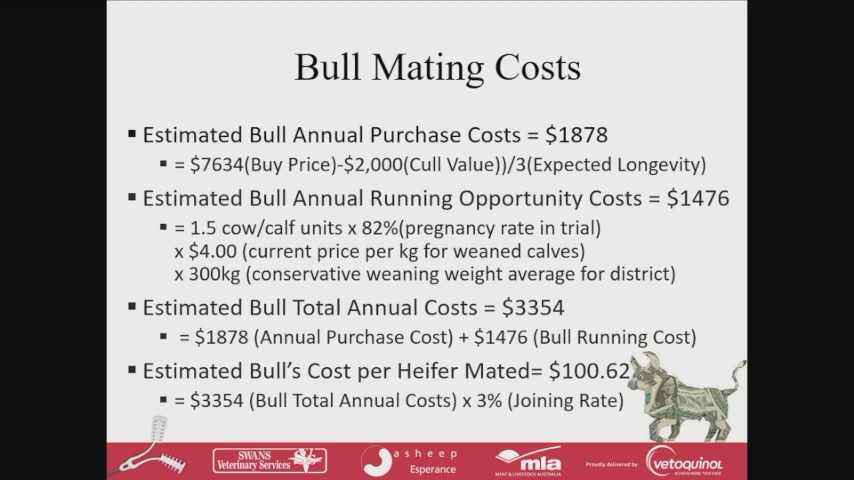 Bull Mating Costs
▪ Estimated Bull Annual Purchase Costs = $1878
▪ = $7634(Buy Price)-$2,000(Cull Value))/3(Expected Longevity)
▪ Estimated Bull Annual Running Opportunity Costs = $1476
▪ = 1.5 cow/calf units x 82%(pregnancy rate in trial)
x $4.00 (current price per kg for weaned calves)
x 300kg (conservative weaning weight average for district)
▪ Estimated Bull Total Annual Costs = $3354
▪ = $1878 (Annual Purchase Cost) + $1476 (Bull Running Cost)
▪ Estimated Bull's Cost per Heifer Mated= $100.62
▪ = $3354 (Bull Total Annual Costs) x 3% (Joining Rate)
SWANS
Veterinary Services
asheep
Esperance
mla
MEAT & LIVESTOCK AUSTRALIA
Proudly delivered by
vetoquinol
ACHIEVE MORE TOGETHER